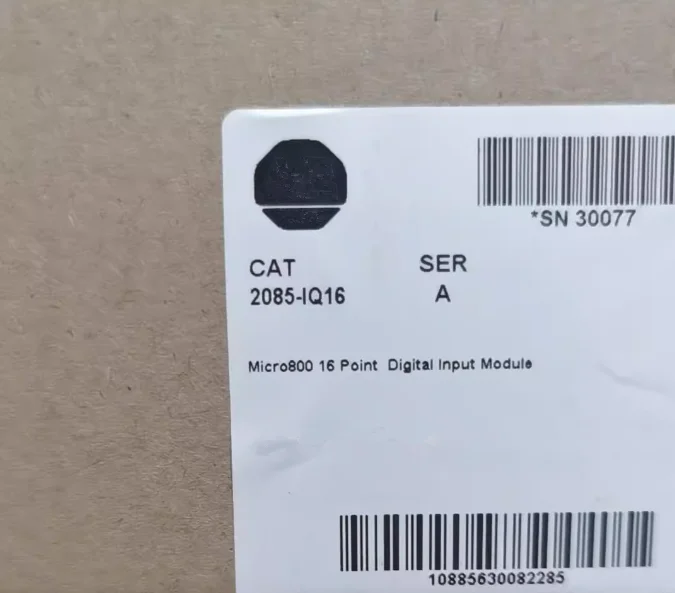 *SN 30077
CAT SER
2085-IQ16 A
Micro800 16 Point Digital Input Module
10885630082285